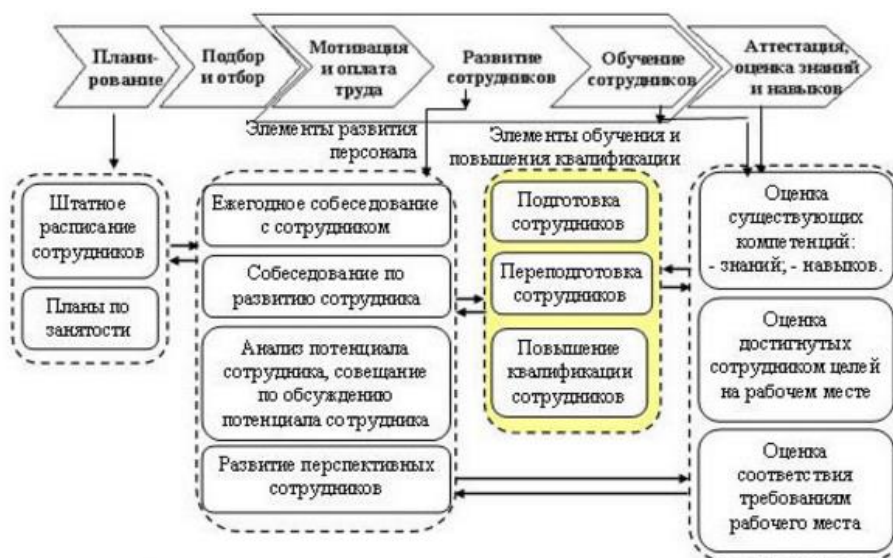 Плани-
рование
Подбор
и отбор
Мотивация
и оплата
труда
Развитие
сотрудников
Обучение
сотрудников
Аттестация,
оценка знаний
и навыков
Элементы развития
персонала
Элементы обучения и
повышения квалификации
Штатное
расписание
сотрудников
Планы по
занятости
Ежегодное собеседование
с сотрудником
Собеседование по
развитию сотрудника
Анализ потенциала
сотрудника, совещание
по обсуждению
потенциала сотрудника
Развитие перспективных
сотрудников
Подготовка
сотрудников
Переподготовка
сотрудников
Повышение
квалификации
сотрудников
Оценка
существующих
компетенций:
- знаний; - навыков.
Оценка
достигнутых
сотрудником целей
на рабочем месте
Оценка
соответствия
требованиям
рабочего места